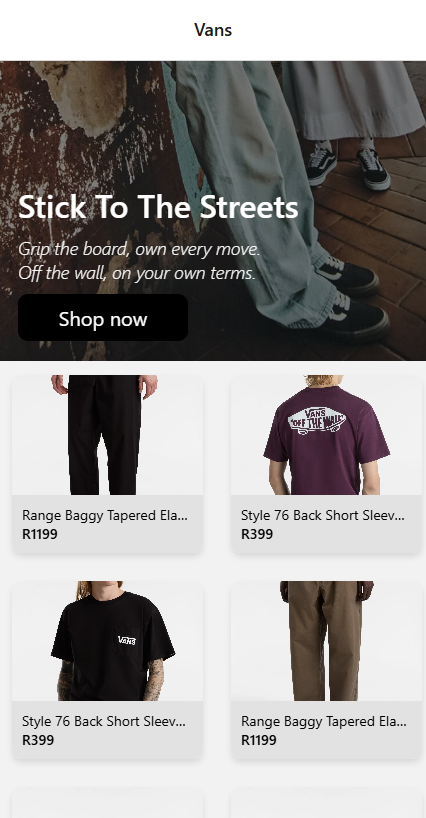 Vans
Stick To The Streets
Grip the board, own every move.
Off the wall, on your own terms.
Shop now
VANS
"OFF THE WALL"
Range Baggy Tapered Ela...
R1199
Style 76 Back Short Sleev...
R399
VANS
Style 76 Back Short Sleev...
R399
Range Baggy Tapered Ela...
R1199